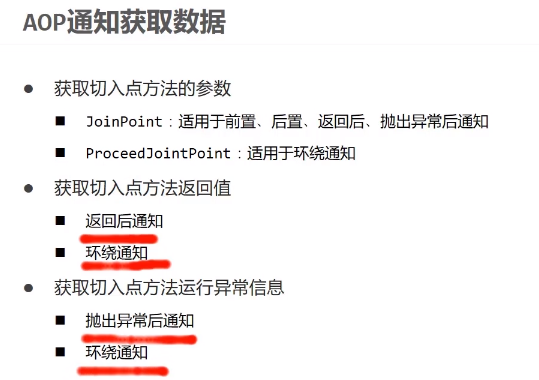 AOP通知获取数据
获取切入点方法的参数
JoinPoint：适用于前置、后置、返回后、抛出异常后通知
ProceedJointPoint：适用于环绕通知
获取切入点方法返回值
返回后通知
环绕通知
获取切入点方法运行异常信息
抛出异常后通知
环绕通知